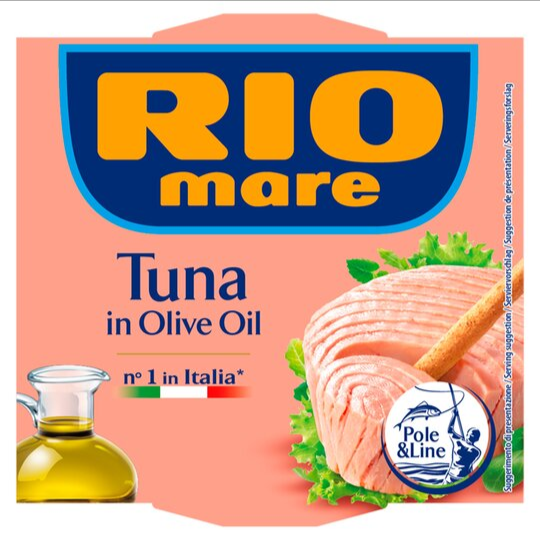 RIO
mare
Tuna
in Olive Oil
nº 1 in Italia*
Pole
&Line
Suggerimento di presentazione / Serving suggestion / Serviervorschlag / Suggestion de présentation / Serveringsforslag